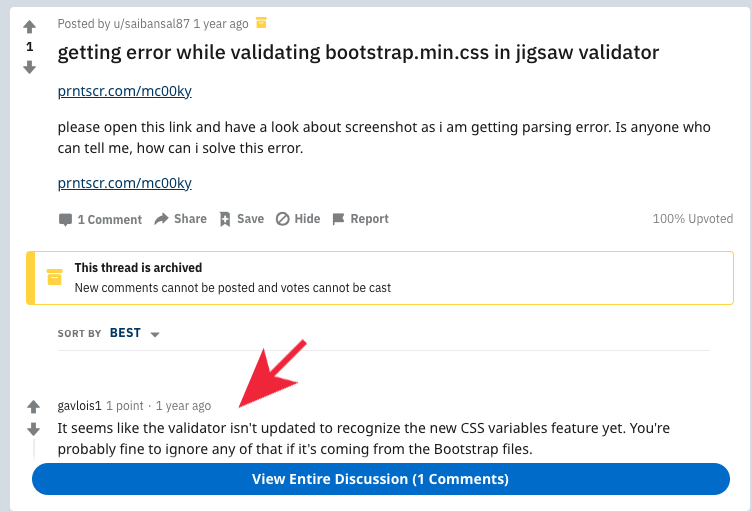 Posted by u/saibansal87 1 year ago
1
getting error while validating bootstrap.min.css in jigsaw validator
prntscr.com/mc00ky
please open this link and have a look about screenshot as i am getting parsing error. Is anyone who
can tell me, how can i solve this error.
prntscr.com/mc00ky
1 Comment Share Save Hide Report 100% Upvoted
This thread is archived
New comments cannot be posted and votes cannot be cast
SORT BY BEST
gavlois1 1 point · 1 year ago
It seems like the validator isn't updated to recognize the new CSS variables feature yet. You're
probably fine to ignore any of that if it's coming from the Bootstrap files.
View Entire Discussion (1 Comments)